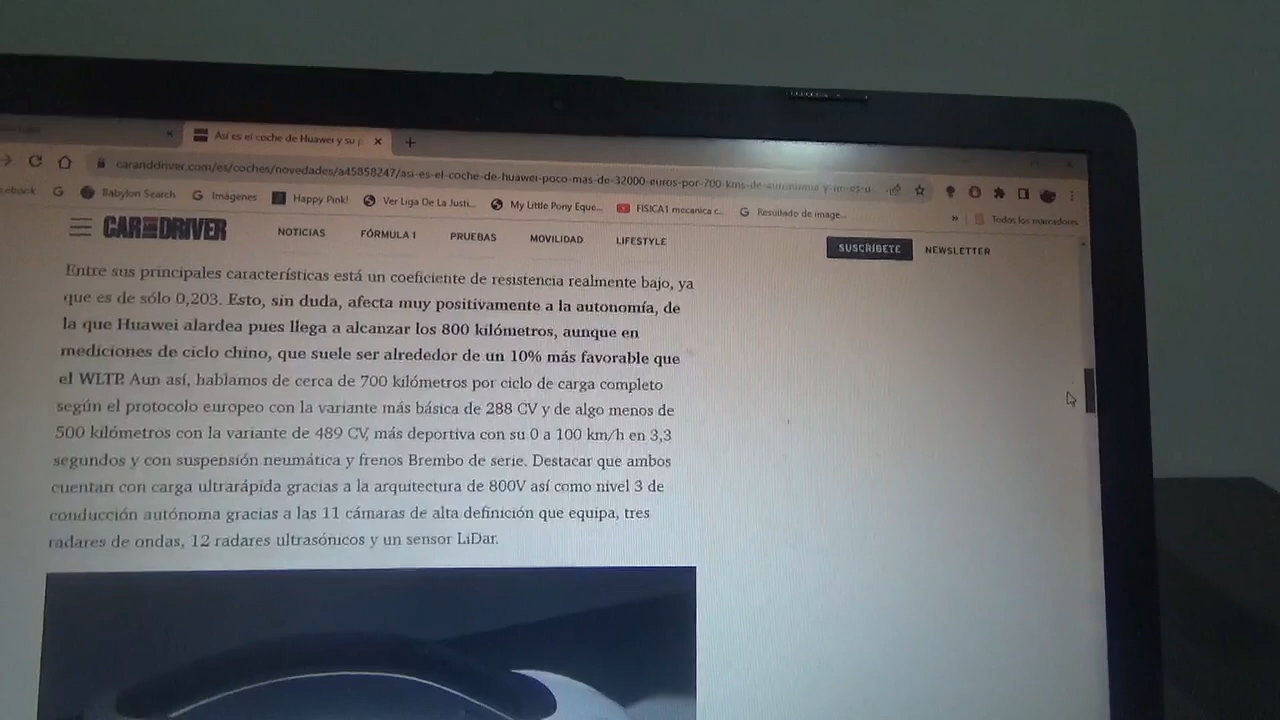 Así es el coche de Huawei y su p
caranddriver.com/es/coches/novedades/a45858247/asi-es-el-coche-de-huawei-poco-mas-de-32000-euros-por-700-kms-de-
Babylon Search
Imágenes
Happy Pink!
Ver Liga De La Justi...
My Little Pony Eque...
FISICA1 mecanica c...
Resultado de image...
»
Todos los marcadores
CAR AND DRIVER
NOTICIAS
FÓRMULA 1
PRUEBAS
MOVILIDAD
LIFESTYLE
SUSCRÍBETE
NEWSLETTER
Entre sus principales características está un coeficiente de resistencia realmente bajo, ya
que es de sólo 0,203. Esto, sin duda, afecta muy positivamente a la autonomía, de
la que Huawei alardea pues llega a alcanzar los 800 kilómetros, aunque en
mediciones de ciclo chino, que suele ser alrededor de un 10% más favorable que
el WLTP. Aun así, hablamos de cerca de 700 kilómetros por ciclo de carga completo
según el protocolo europeo con la variante más básica de 288 CV y de algo menos de
500 kilómetros con la variante de 489 CV, más deportiva con su 0 a 100 km/h en 3,3
segundos y con suspensión neumática y frenos Brembo de serie. Destacar que ambos
cuentan con carga ultrarápida gracias a la arquitectura de 800V así como nivel 3 de
conducción autónoma gracias a las 11 cámaras de alta definición que equipa, tres
radares de ondas, 12 radares ultrasónicos y un sensor LiDar.